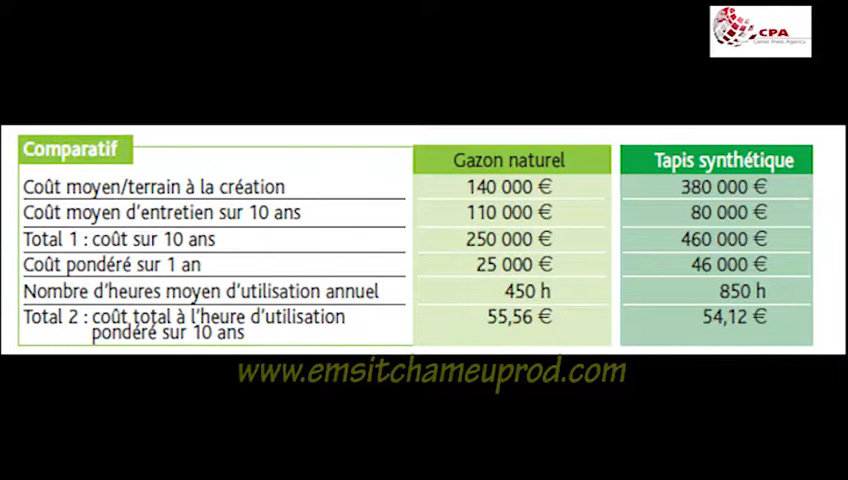 CPA
Comparatif
Gazon naturel Tapis synthétique
Coût moyen/terrain à la création 140 000 € 380 000 €
Coût moyen d'entretien sur 10 ans 110 000 € 80 000 €
Total 1 : coût sur 10 ans 250 000 € 460 000 €
Coût pondéré sur 1 an 25 000 € 46 000 €
Nombre d'heures moyen d'utilisation annuel 450 h 850 h
Total 2 : coût total à l'heure d'utilisation 55,56 € 54,12 €
pondéré sur 10 ans
www.emsitchameuprod.com